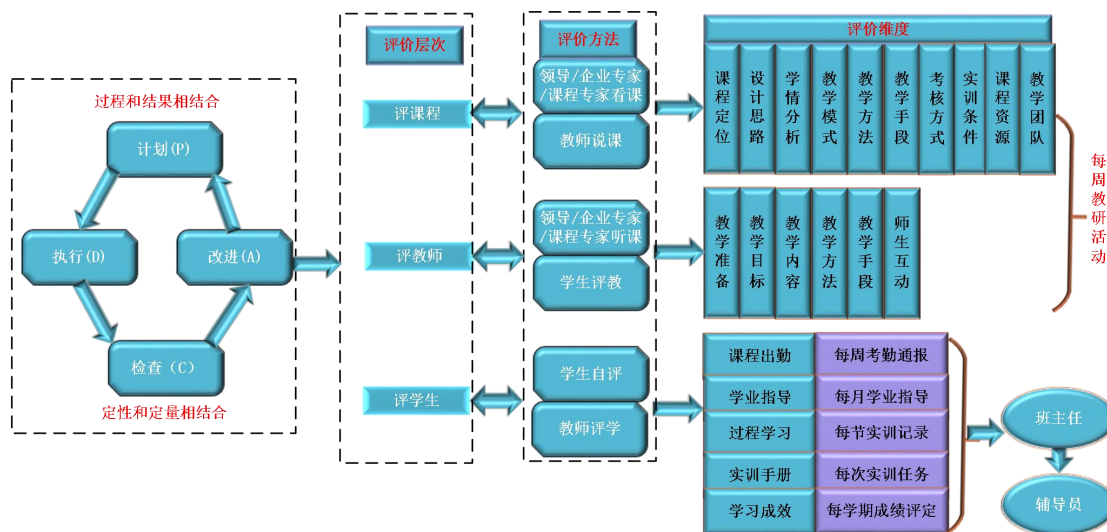 过程和结果相结合
计划(P)
执行(D)
改进(A)
检查（C）
定性和定量相结合
评价层次
评课程
评教师
评学生
评价方法
领导/企业专家
/课程专家看课
教师说课
领导/企业专家
/课程专家听课
学生评教
学生自评
教师评学
评价维度
课程定位
设计思路
学情分析
教学模式
教学方法
教学手段
考核方式
实训条件
课程资源
教学团队
教学准备
教学目标
教学内容
教学方法
教学手段
师生互动
每周教研活动
课程出勤
每周考勤通报
学业指导
每月学业指导
过程学习
每节实训记录
实训手册
每次实训任务
学习成效
每学期成绩评定
班主任
辅导员